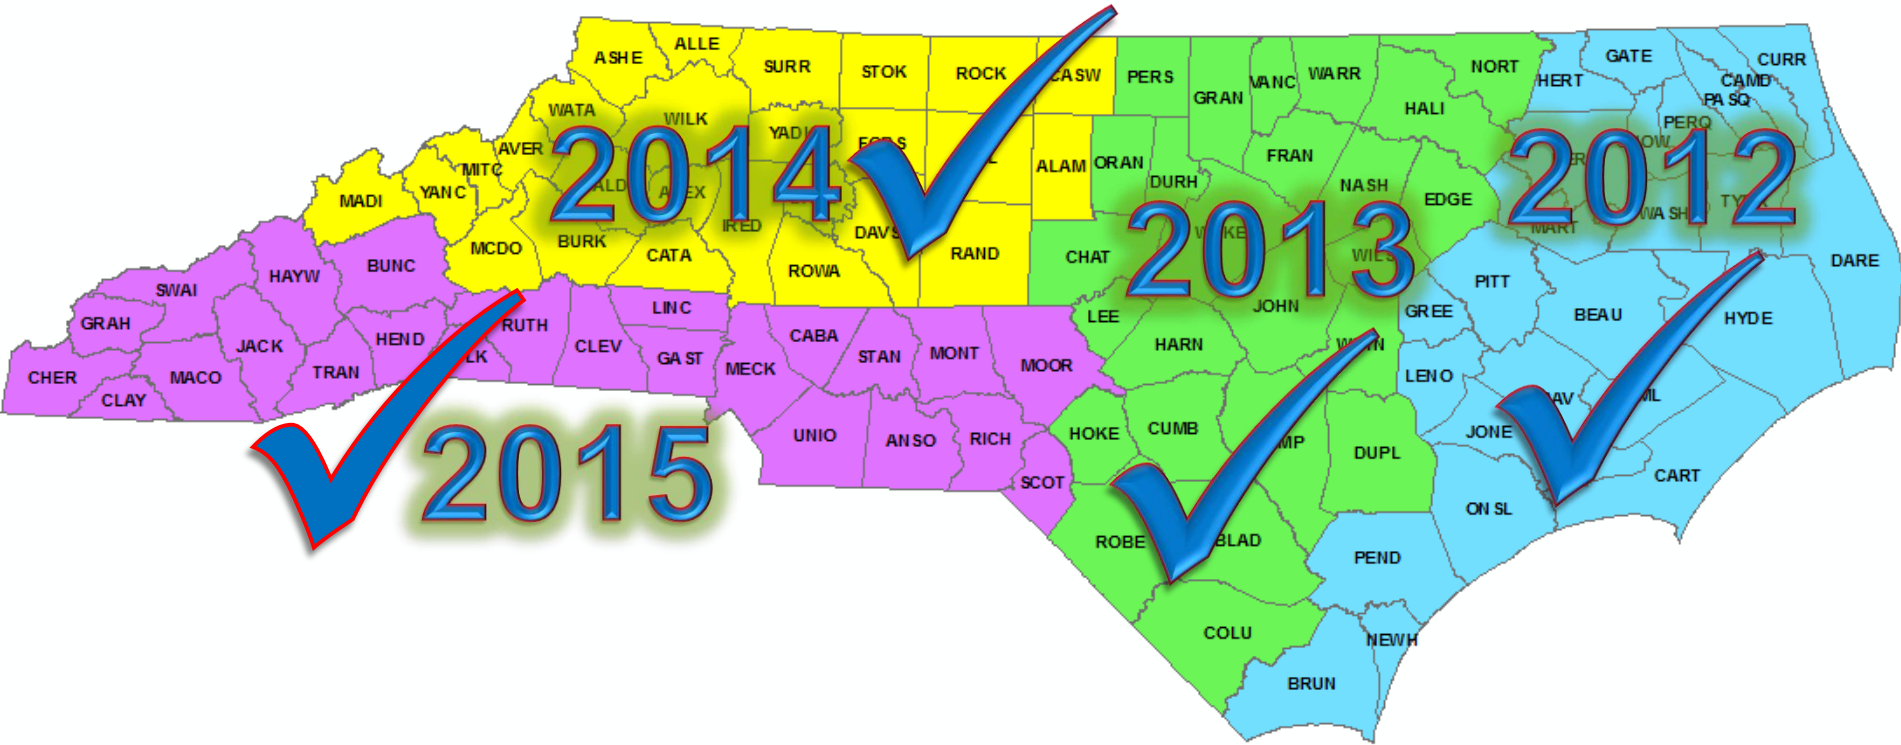 ASHE
ALLE
SURR
STOK
ROCK
CASW
PERS
GRAN
VANC
WARR
HALI
NORT
HERT
GATE
CAMD
CURR
PASQ
PERQ
WATA
WILK
YADI
AVER
MITC
YANC
MADI
ALEX
IRED
DAVS
2014
ALAM
ORAN
DURH
FRAN
NASH
EDGE
MART
WASH
2012
MCDO
BURK
CATA
ROWA
RAND
CHAT
2013
PITT
BEAU
HYDE
DARE
SWAI
HAYW
BUNC
GRAH
JACK
HEND
RUTH
LINC
CLEV
GAST
MECK
CABA
STAN
MONT
MOOR
LEE
HARN
JOHN
GREE
LENO
CHER
CLAY
MACO
TRAN
2015
UNIO
ANSO
RICH
SCOT
HOKE
CUMB
DUPL
JONE
ONSL
CART
ROBE
BLAD
PEND
COLU
NEWH
BRUN